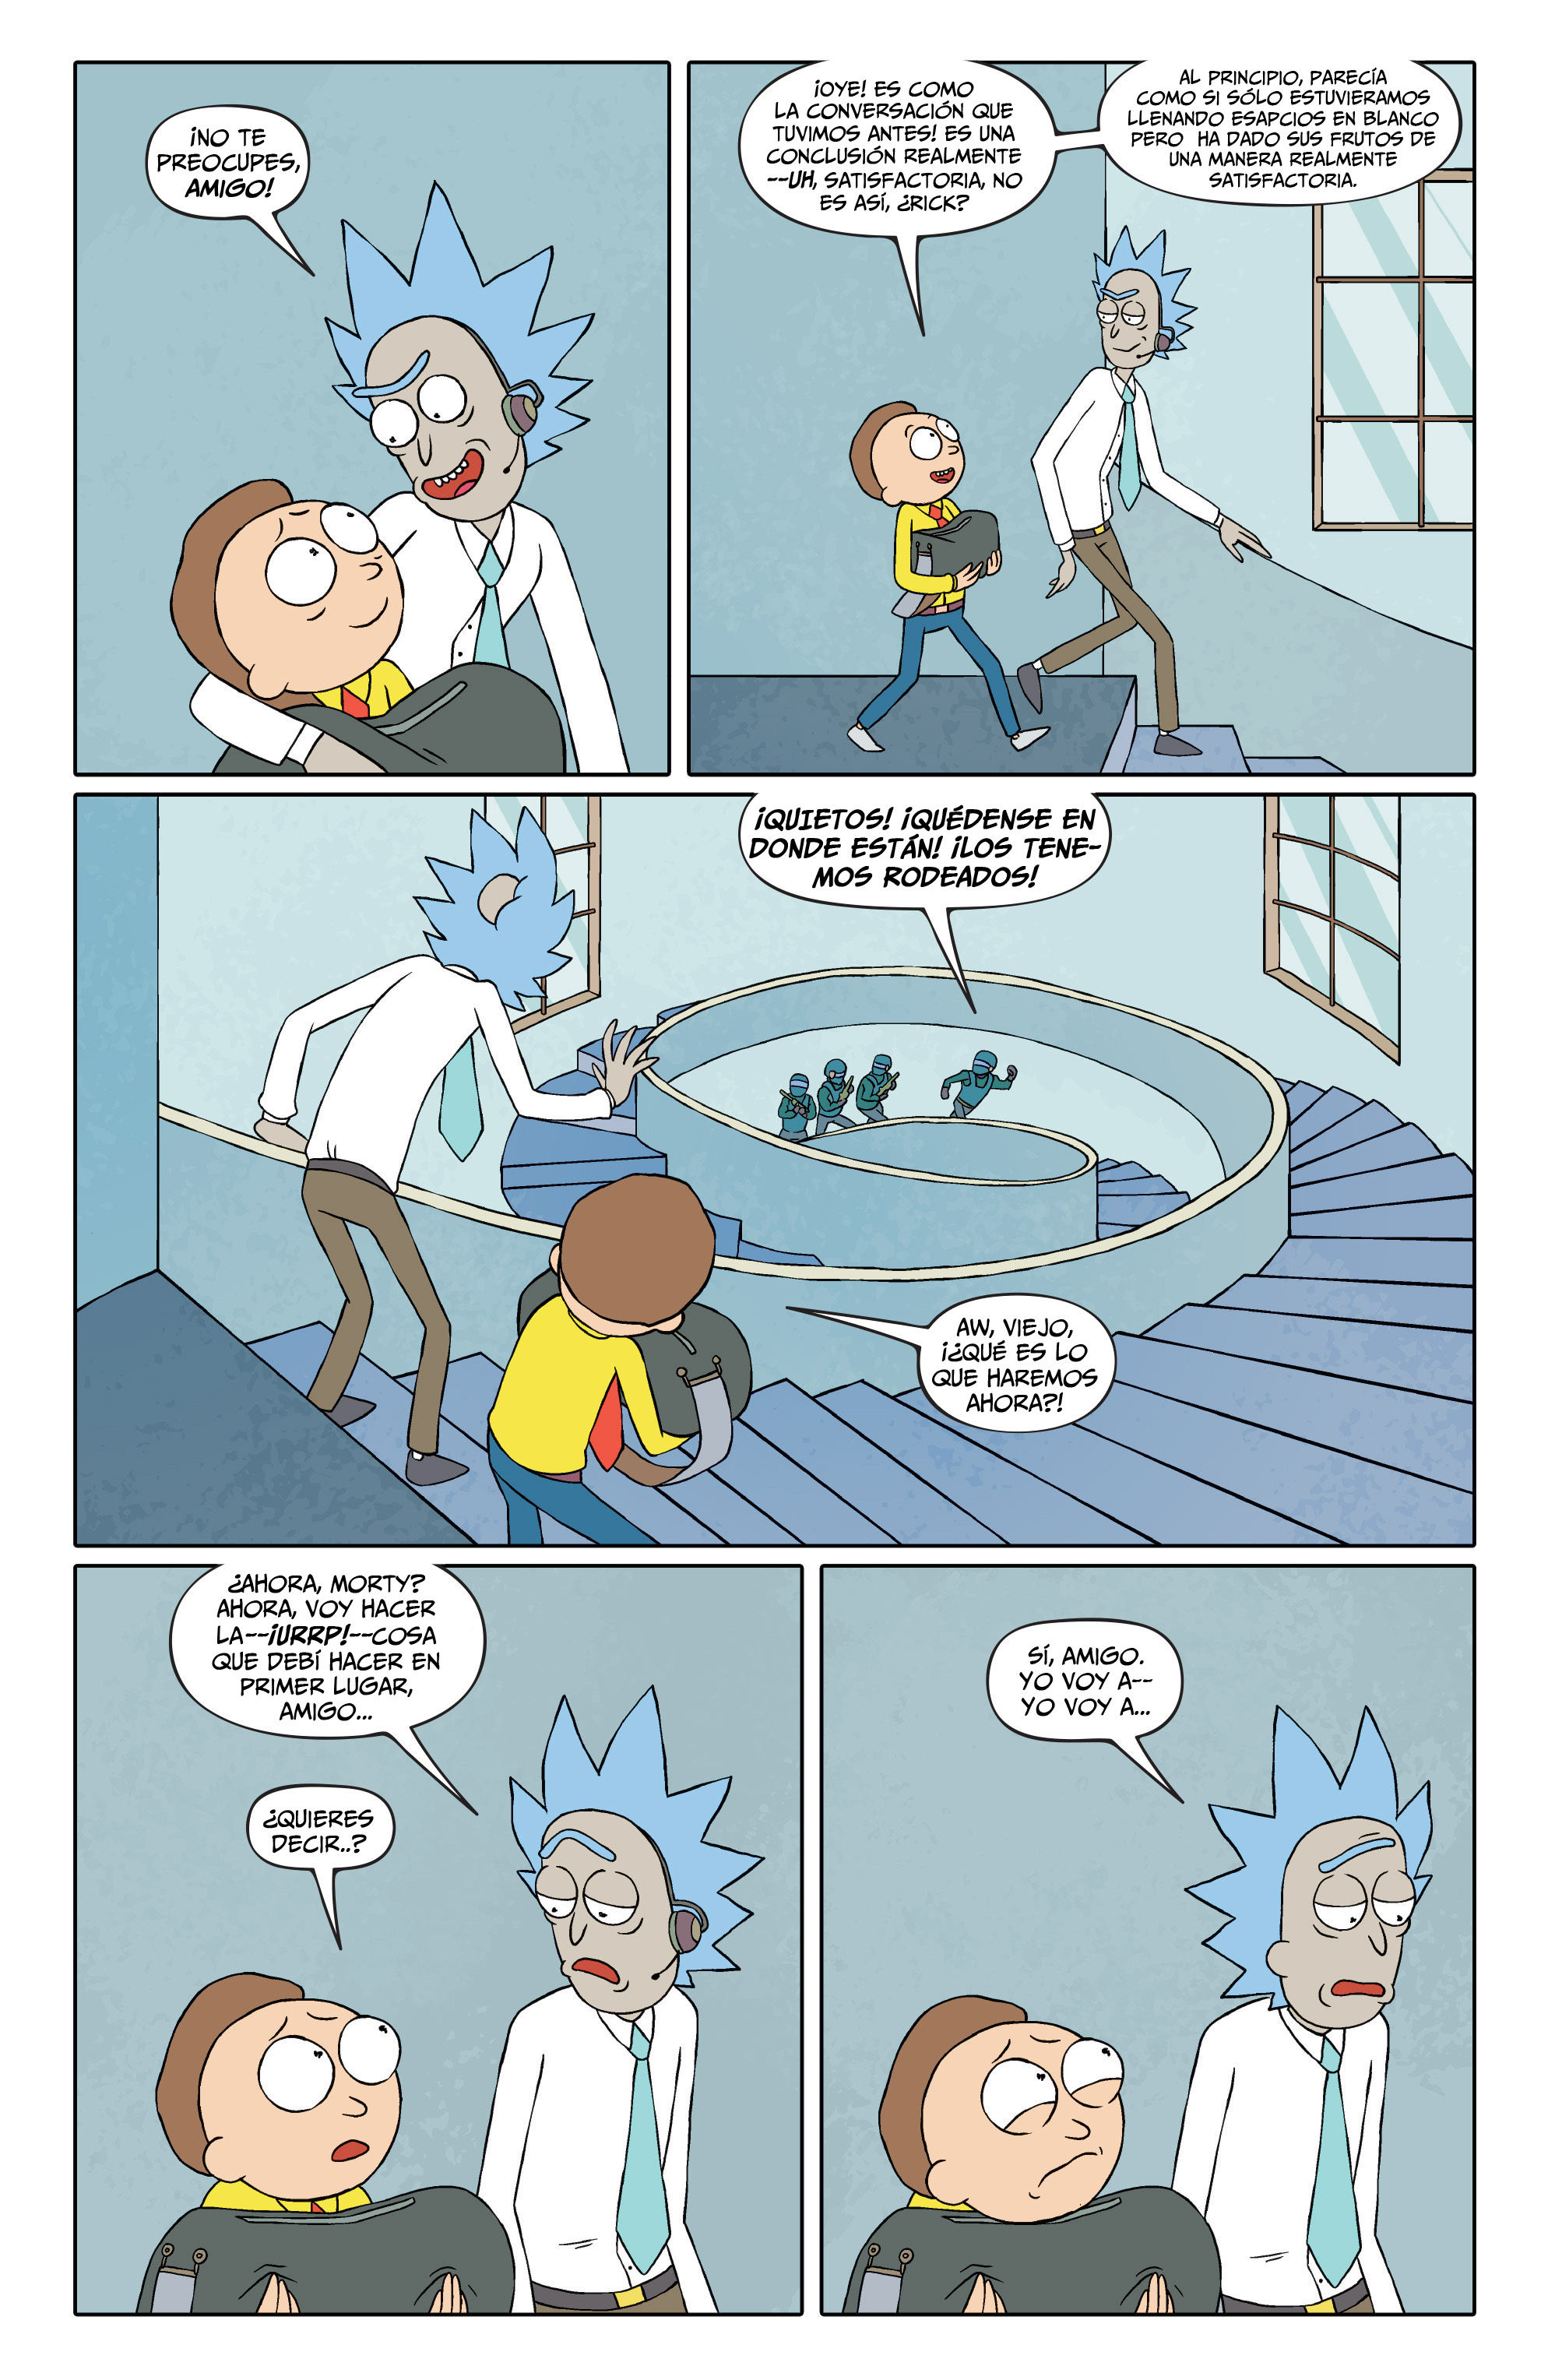 ¡NO TE
PREOCUPES,
AMIGO!
¡OYE! ES COMO
LA CONVERSACIÓN QUE
TUVIMOS ANTES! ES UNA
CONCLUSIÓN REALMENTE
--UH, SATISFACTORIA, NO
ES ASÍ, ¿RICK?
AL PRINCIPIO, PARECÍA
COMO SI SÓLO ESTUVIERAMOS
LLENANDO ESAPCIOS EN BLANCO
PERO HA DADO SUS FRUTOS DE
UNA MANERA REALMENTE
SATISFACTORIA.
¡QUIETOS! ¡QUÉDENSE EN
DONDE ESTÁN! ¡LOS TENE-
MOS RODEADOS!
AW, VIEJO,
¡¿QUÉ ES LO
QUE HAREMOS
AHORA?!
¿AHORA, MORTY?
AHORA, VOY HACER
LA--¡URRP!--COSA
QUE DEBÍ HACER EN
PRIMER LUGAR,
AMIGO...
¿QUIERES
DECIR..?
SÍ, AMIGO.
YO VOY A--
YO VOY A...